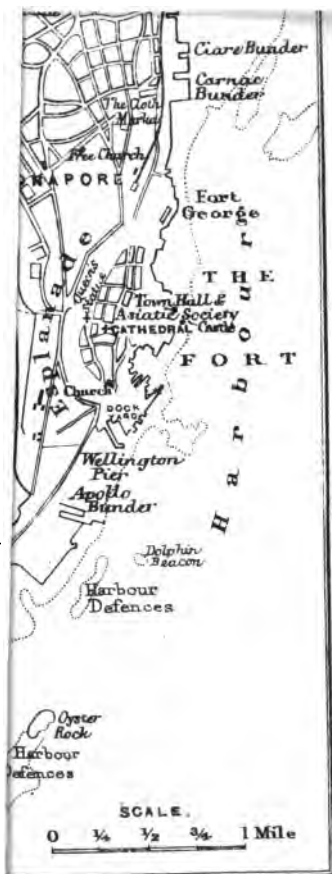 Clare Bunder
Carnac
Bunder
The Cloth
Market
Free Church
NAPORE
Fort
George
Esplanade
THE
FORT
Harbour
Town Hall &
Asiatic Society
CATHEDRAL Castle
Church
DOCK
YARD
Wellington
Pier
Apollo
Bunder
Dolphin
Beacon
Harbour
Defences
Oyster
Rock
Harbour
Defences
SCALE.
0 ¼ ½ ¾ 1 Mile